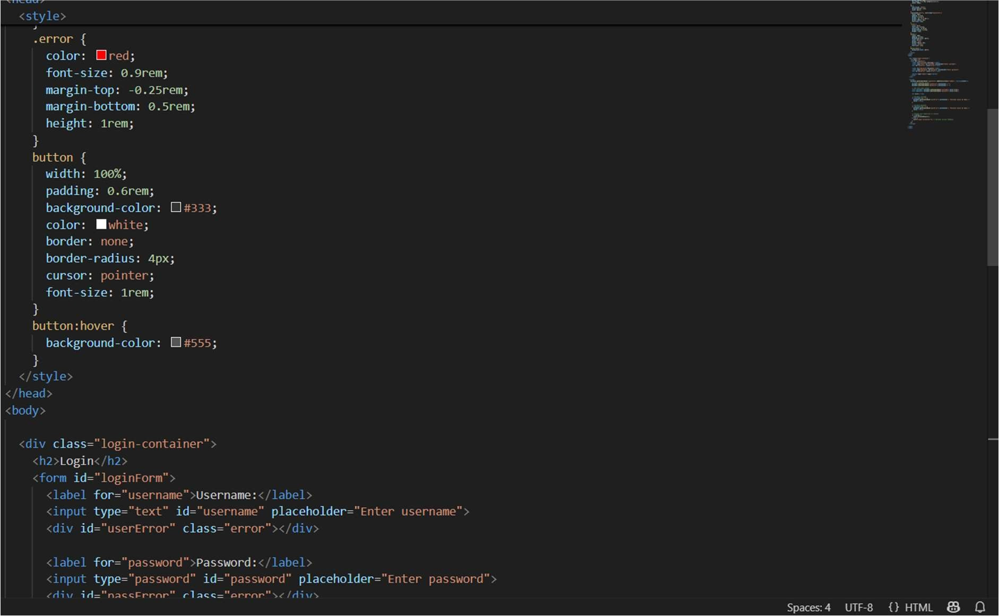 <head>
<style>
}
.error {
color: red;
font-size: 0.9rem;
margin-top: -0.25rem;
margin-bottom: 0.5rem;
height: 1rem;
}
button {
width: 100%;
padding: 0.6rem;
background-color: #333;
color: white;
border: none;
border-radius: 4px;
cursor: pointer;
font-size: 1rem;
}
button:hover {
background-color: #555;
}
</style>
</head>
<body>
<div class="login-container">
<h2>Login</h2>
<form id="loginForm">
<label for="username">Username:</label>
<input type="text" id="username" placeholder="Enter username">
<div id="userError" class="error"></div>
<label for="password">Password:</label>
<input type="password" id="password" placeholder="Enter password">
<div id="passError" class="error"></div>
Spaces: 4 UTF-8 {} HTML